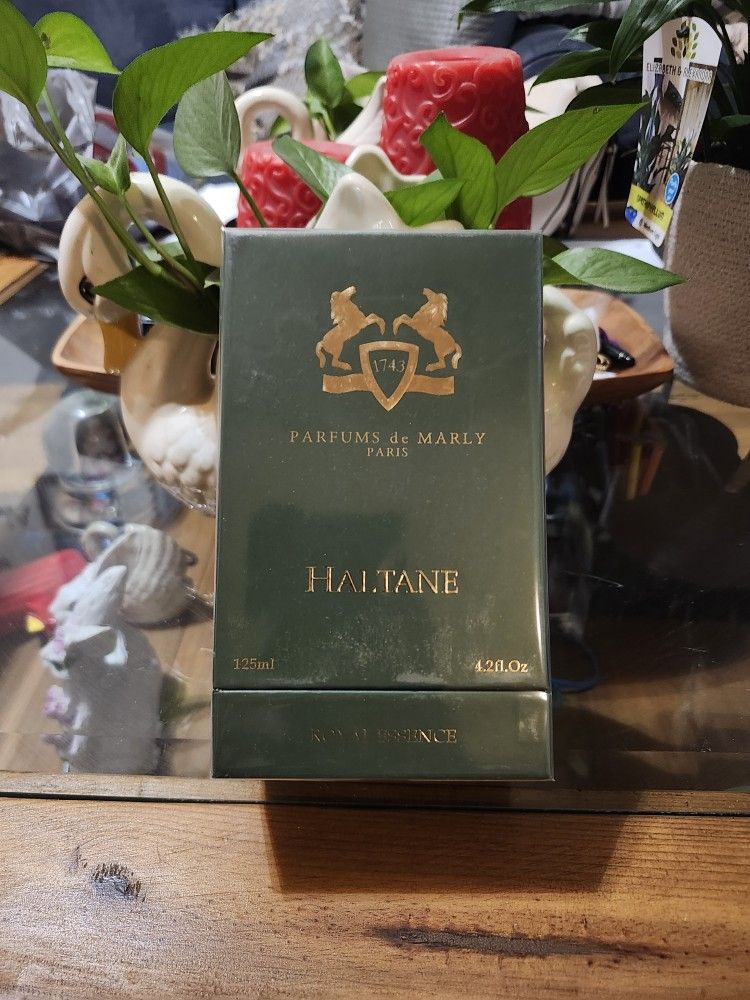 1743
PARFUMS de MARLY
PARIS
HALTANE
125ml 4.2fl.Oz
ROYAL ESSENCE